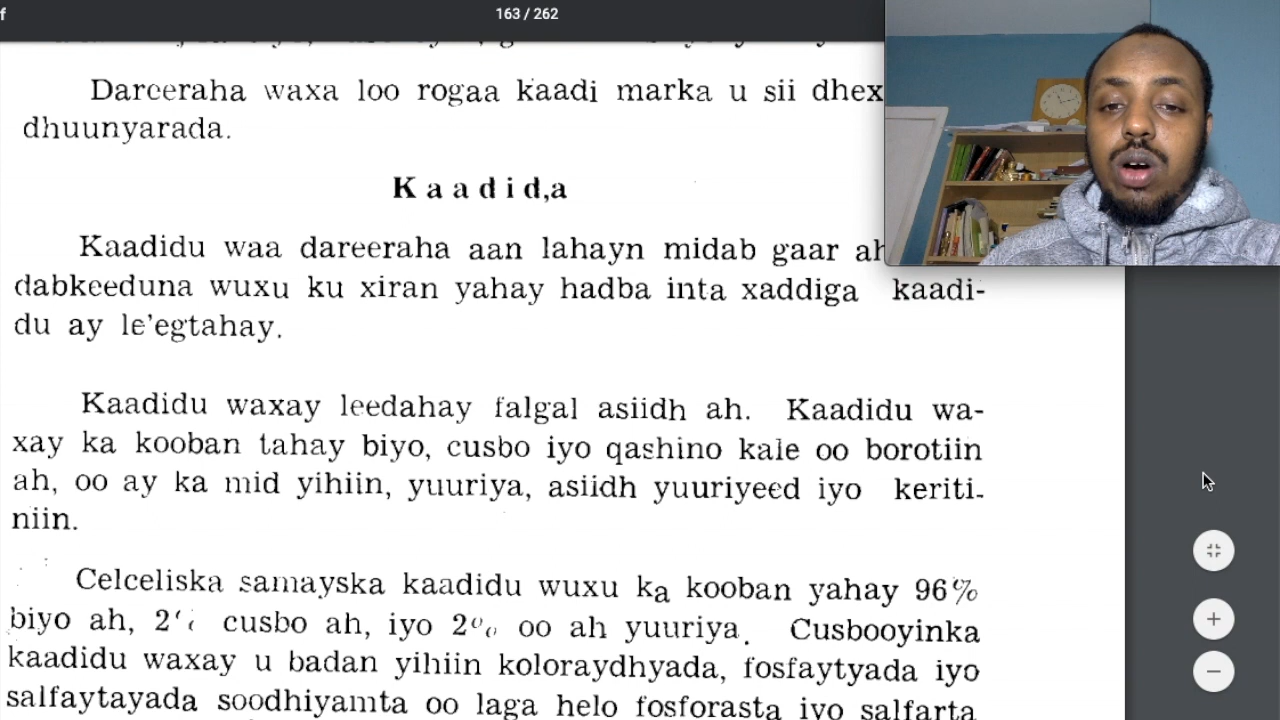 f
163 / 262
Darceraha waxa loo rogaa kaadi marka u sii dhex
dhuunyarada.
Kaadid,a
Kaadidu waa dareeraha aan lahayn midab gaar ah
dabkeeduna wuxu ku xiran yahay hadba inta xaddiga kaadi-
du ay le'egtahay.
Kaadidu waxay leedahay falgal asiidh ah. Kaadidu wa-
xay ka kooban tahay biyo, cusbo iyo qashino kale oo borotiin
ah, oo ay ka mid yihiin, yuuriya, asiidh yuuriyeed iyo keriti-
niin.
Celceliska samayska kaadidu wuxu ka kooban yahay 96%
biyo ah, 2% cusbo ah, iyo 2% oo ah yuuriya. Cusbooyinka
kaadidu waxay u badan yihiin koloraydhyada, fosfaytyada iyo
salfaytayada soodhiyamta oo laga helo fosforasta iyo salfarta